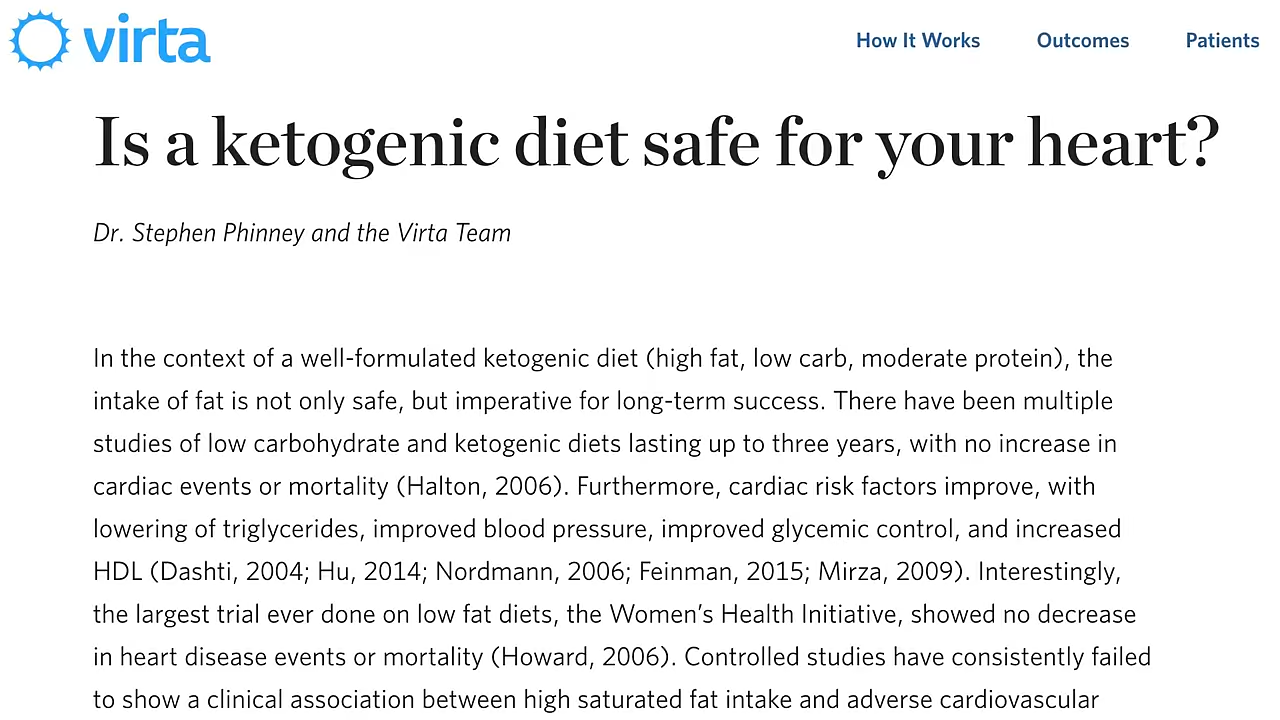 virta
How It Works Outcomes Patients
Is a ketogenic diet safe for your heart?
Dr. Stephen Phinney and the Virta Team
In the context of a well-formulated ketogenic diet (high fat, low carb, moderate protein), the
intake of fat is not only safe, but imperative for long-term success. There have been multiple
studies of low carbohydrate and ketogenic diets lasting up to three years, with no increase in
cardiac events or mortality (Halton, 2006). Furthermore, cardiac risk factors improve, with
lowering of triglycerides, improved blood pressure, improved glycemic control, and increased
HDL (Dashti, 2004; Hu, 2014; Nordmann, 2006; Feinman, 2015; Mirza, 2009). Interestingly,
the largest trial ever done on low fat diets, the Women’s Health Initiative, showed no decrease
in heart disease events or mortality (Howard, 2006). Controlled studies have consistently failed
to show a clinical association between high saturated fat intake and adverse cardiovascular